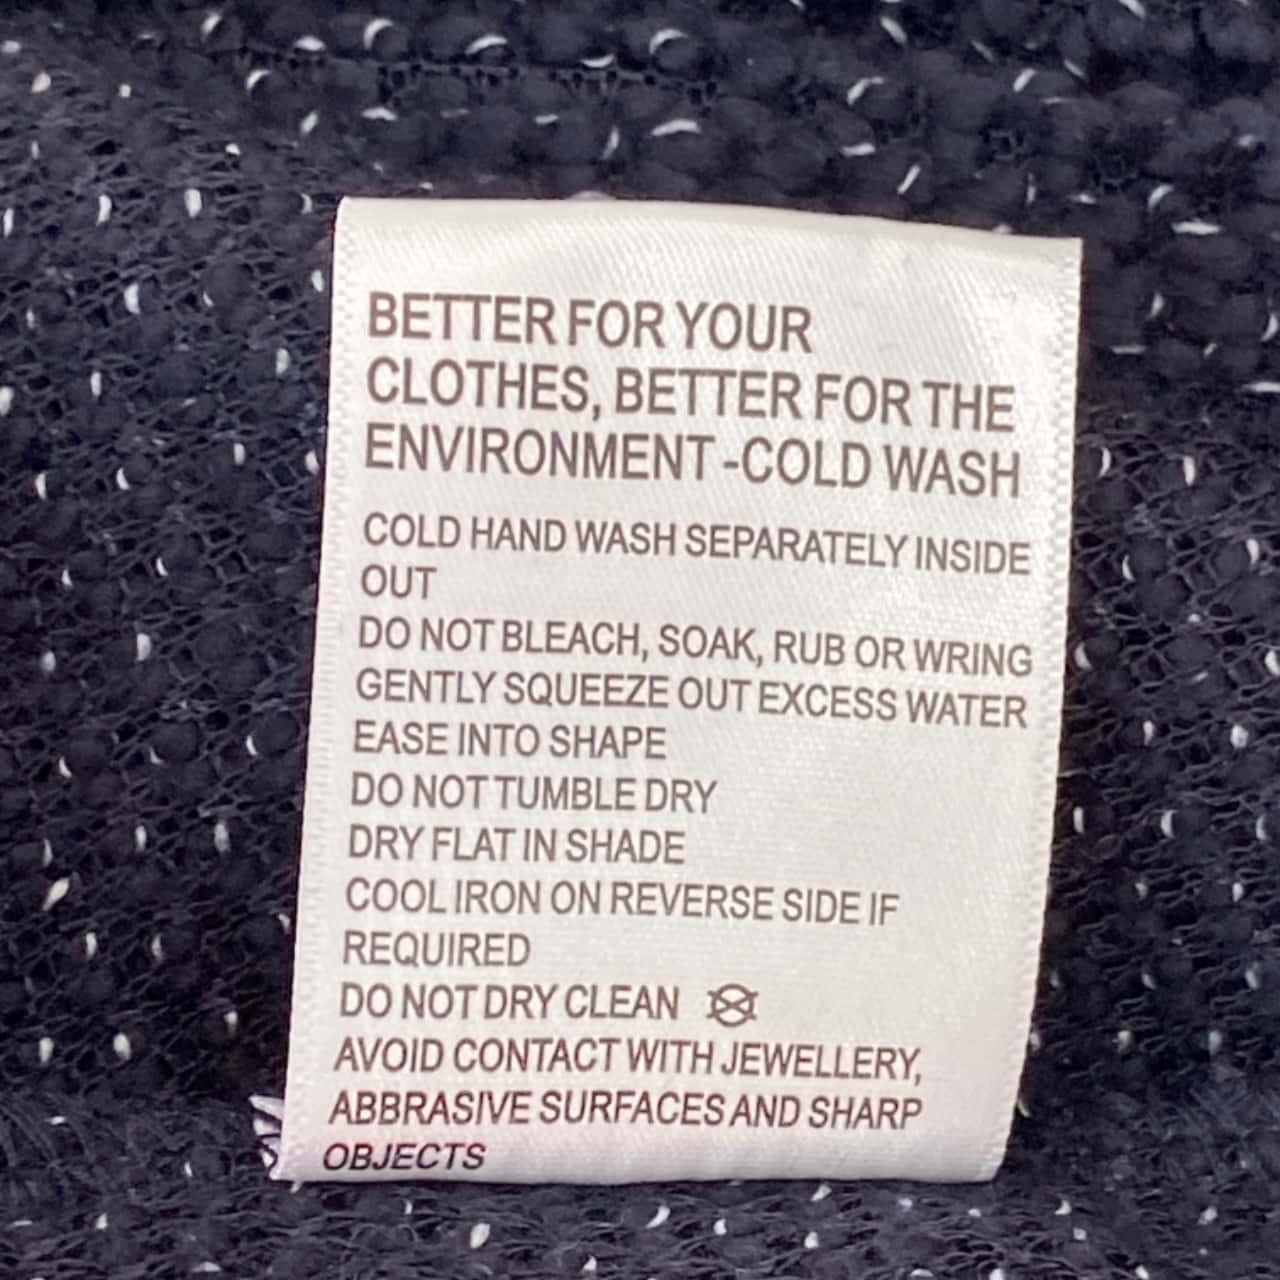 BETTER FOR YOUR
CLOTHES, BETTER FOR THE
ENVIRONMENT -COLD WASH
COLD HAND WASH SEPARATELY INSIDE
OUT
DO NOT BLEACH, SOAK, RUB OR WRING
GENTLY SQUEEZE OUT EXCESS WATER
EASE INTO SHAPE
DO NOT TUMBLE DRY
DRY FLAT IN SHADE
COOL IRON ON REVERSE SIDE IF
REQUIRED
DO NOT DRY CLEAN
AVOID CONTACT WITH JEWELLERY,
ABBRASIVE SURFACES AND SHARP
OBJECTS